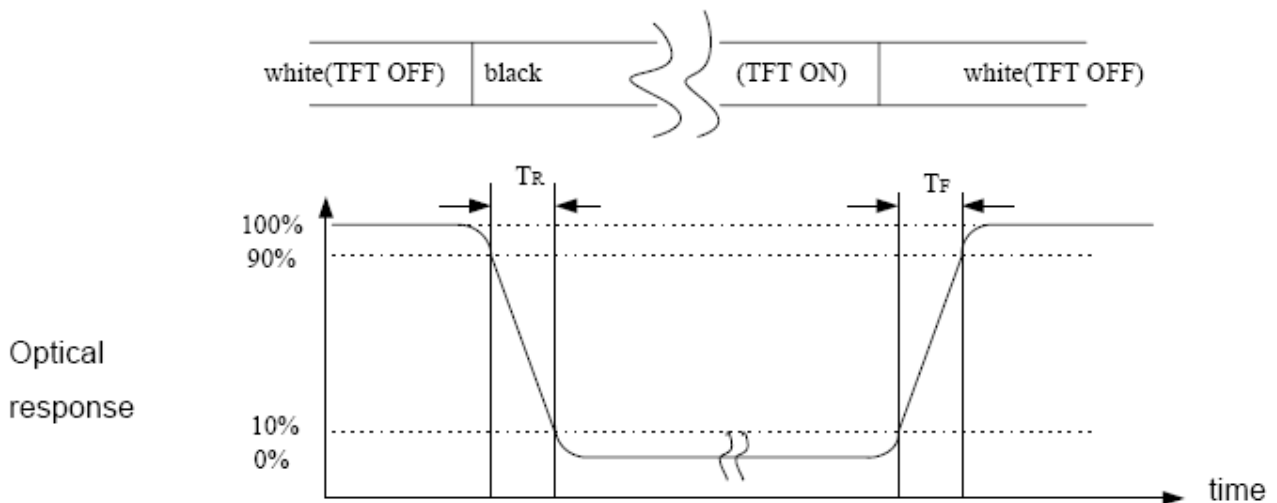 white(TFT OFF)
black
(TFT ON)
white(TFT OFF)
TR
TF
100%
90%
Optical
response
10%
0%
time